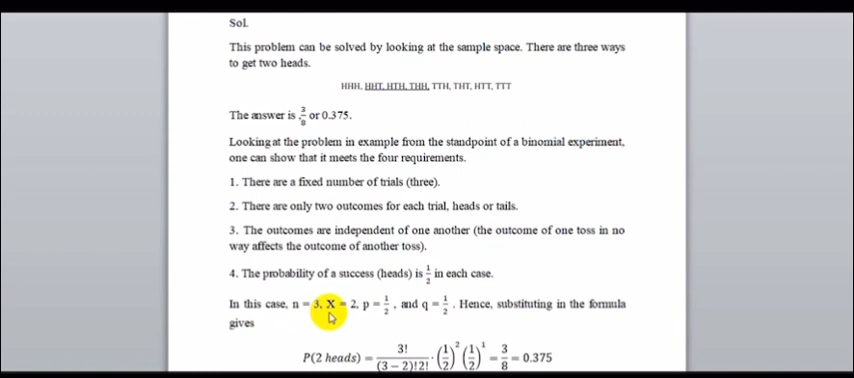 Sol.
This problem can be solved by looking at the sample space. There are three ways
to get two heads.
HHH, HHT, HTH, THH, TTH, THT, HTT, TTT
The answer is 3/8 or 0.375.
Looking at the problem in example from the standpoint of a binomial experiment,
one can show that it meets the four requirements.
1. There are a fixed number of trials (three).
2. There are only two outcomes for each trial, heads or tails.
3. The outcomes are independent of one another (the outcome of one toss in no
way affects the outcome of another toss).
4. The probability of a success (heads) is 1/2 in each case.
In this case, n = 3, X = 2, p = 1/2 , and q = 1/2 . Hence, substituting in the formula
gives
P(2 heads) = 3!/((3 − 2)!2!) · (1/2)² (1/2)¹ = 3/8 = 0.375